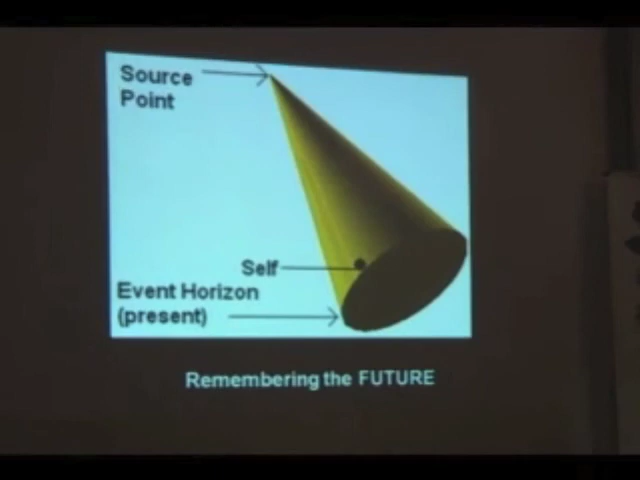 Source
Point
Self
Event Horizon
(present)
Remembering the FUTURE